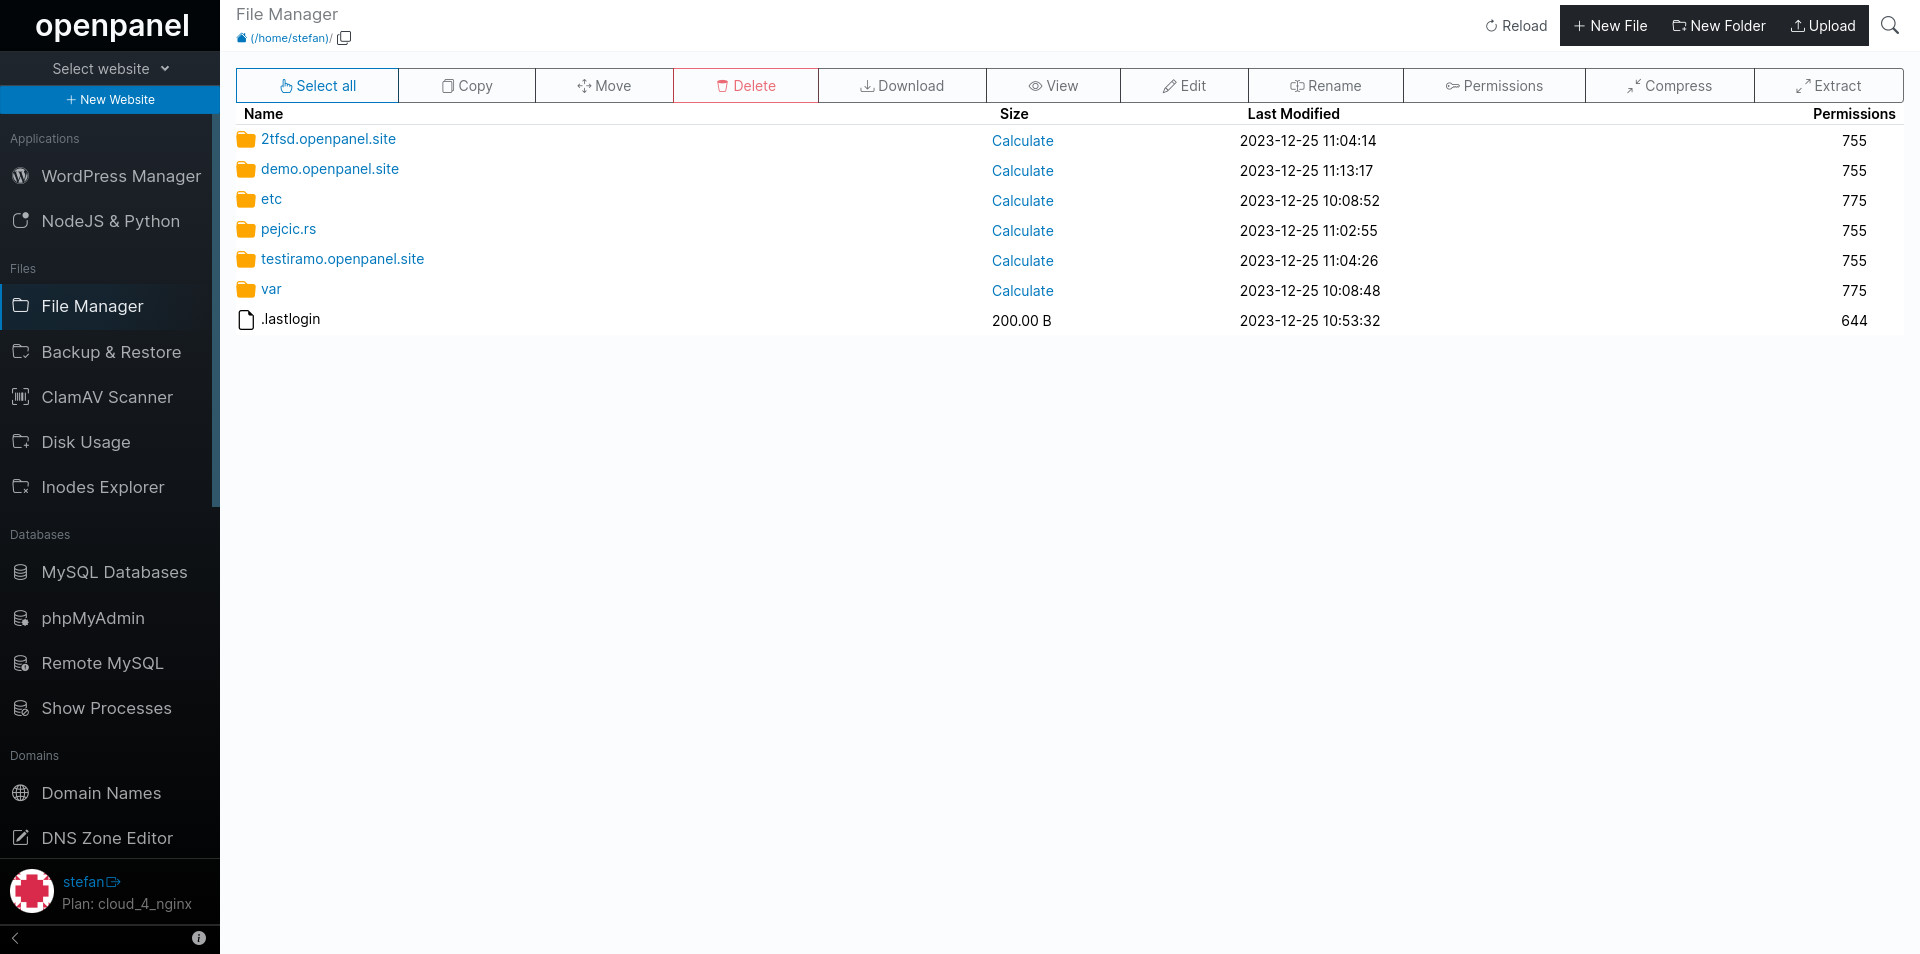 openpanel
Select website
+ New Website
Applications
WordPress Manager
NodeJS & Python
Files
File Manager
Backup & Restore
ClamAV Scanner
Disk Usage
Inodes Explorer
Databases
MySQL Databases
phpMyAdmin
Remote MySQL
Show Processes
Domains
Domain Names
DNS Zone Editor
stefan
Plan: cloud_4_nginx
File Manager
(/home/stefan)/
Reload + New File New Folder Upload
Select all Copy Move Delete Download View Edit Rename Permissions Compress Extract
Name Size Last Modified Permissions
2tfsd.openpanel.site Calculate 2023-12-25 11:04:14 755
demo.openpanel.site Calculate 2023-12-25 11:13:17 755
etc Calculate 2023-12-25 10:08:52 775
pejcic.rs Calculate 2023-12-25 11:02:55 755
testiramo.openpanel.site Calculate 2023-12-25 11:04:26 755
var Calculate 2023-12-25 10:08:48 775
.lastlogin 200.00 B 2023-12-25 10:53:32 644